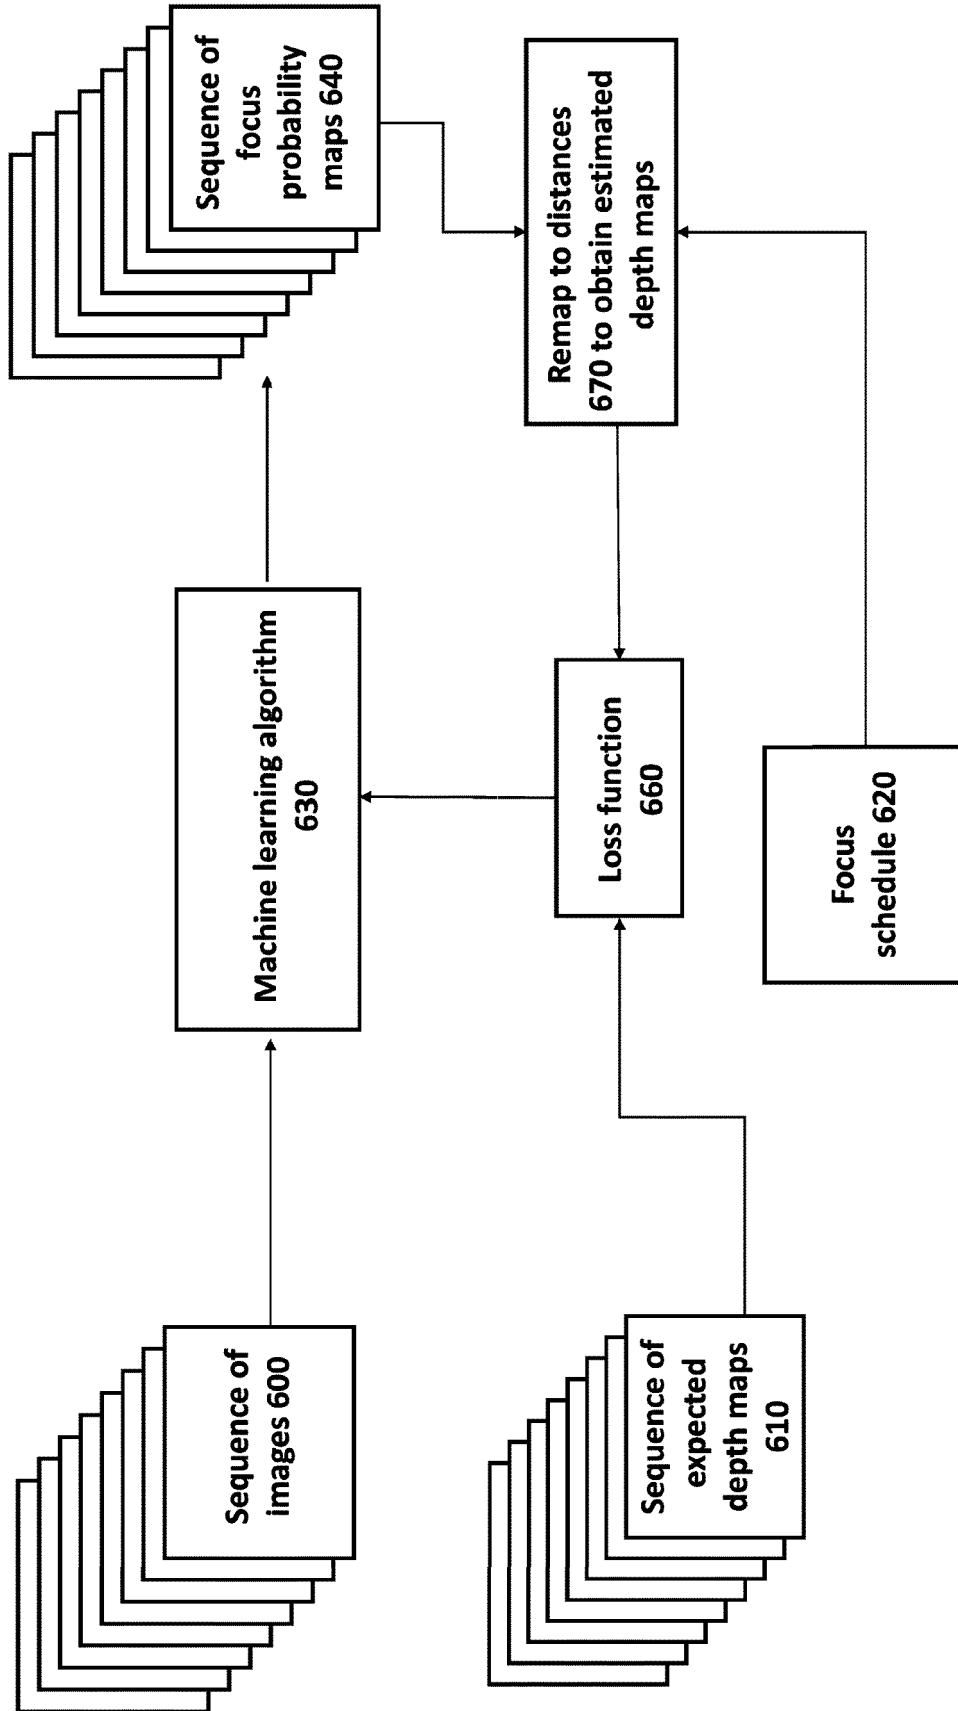 Sequence of
images 600
Machine learning algorithm
630
Sequence of
focus
probability
maps 640
Sequence of
expected
depth maps
610
Loss function
660
Remap to distances
670 to obtain estimated
depth maps
Focus
schedule 620